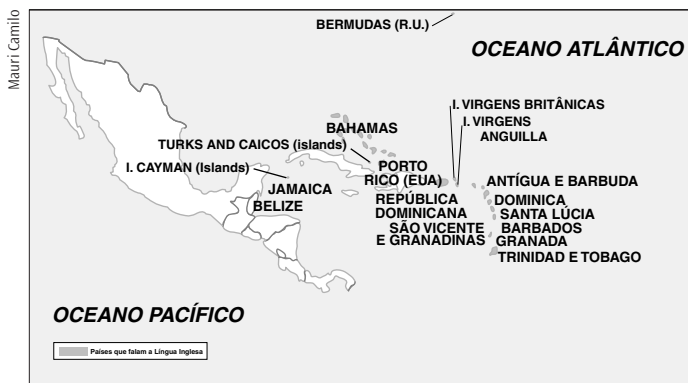 Mauri Camilo
BERMUDAS (R.U.)
OCEANO ATLÂNTICO
I. VIRGENS BRITÂNICAS
I. VIRGENS
ANGUILLA
BAHAMAS
TURKS AND CAICOS (islands)
I. CAYMAN (Islands)
PORTO
RICO (EUA)
JAMAICA
BELIZE
ANTÍGUA E BARBUDA
REPÚBLICA
DOMINICANA
DOMINICA
SANTA LÚCIA
SÃO VICENTE
E GRANADINAS
BARBADOS
GRANADA
TRINIDAD E TOBAGO
OCEANO PACÍFICO
Países que falam a Língua Inglesa